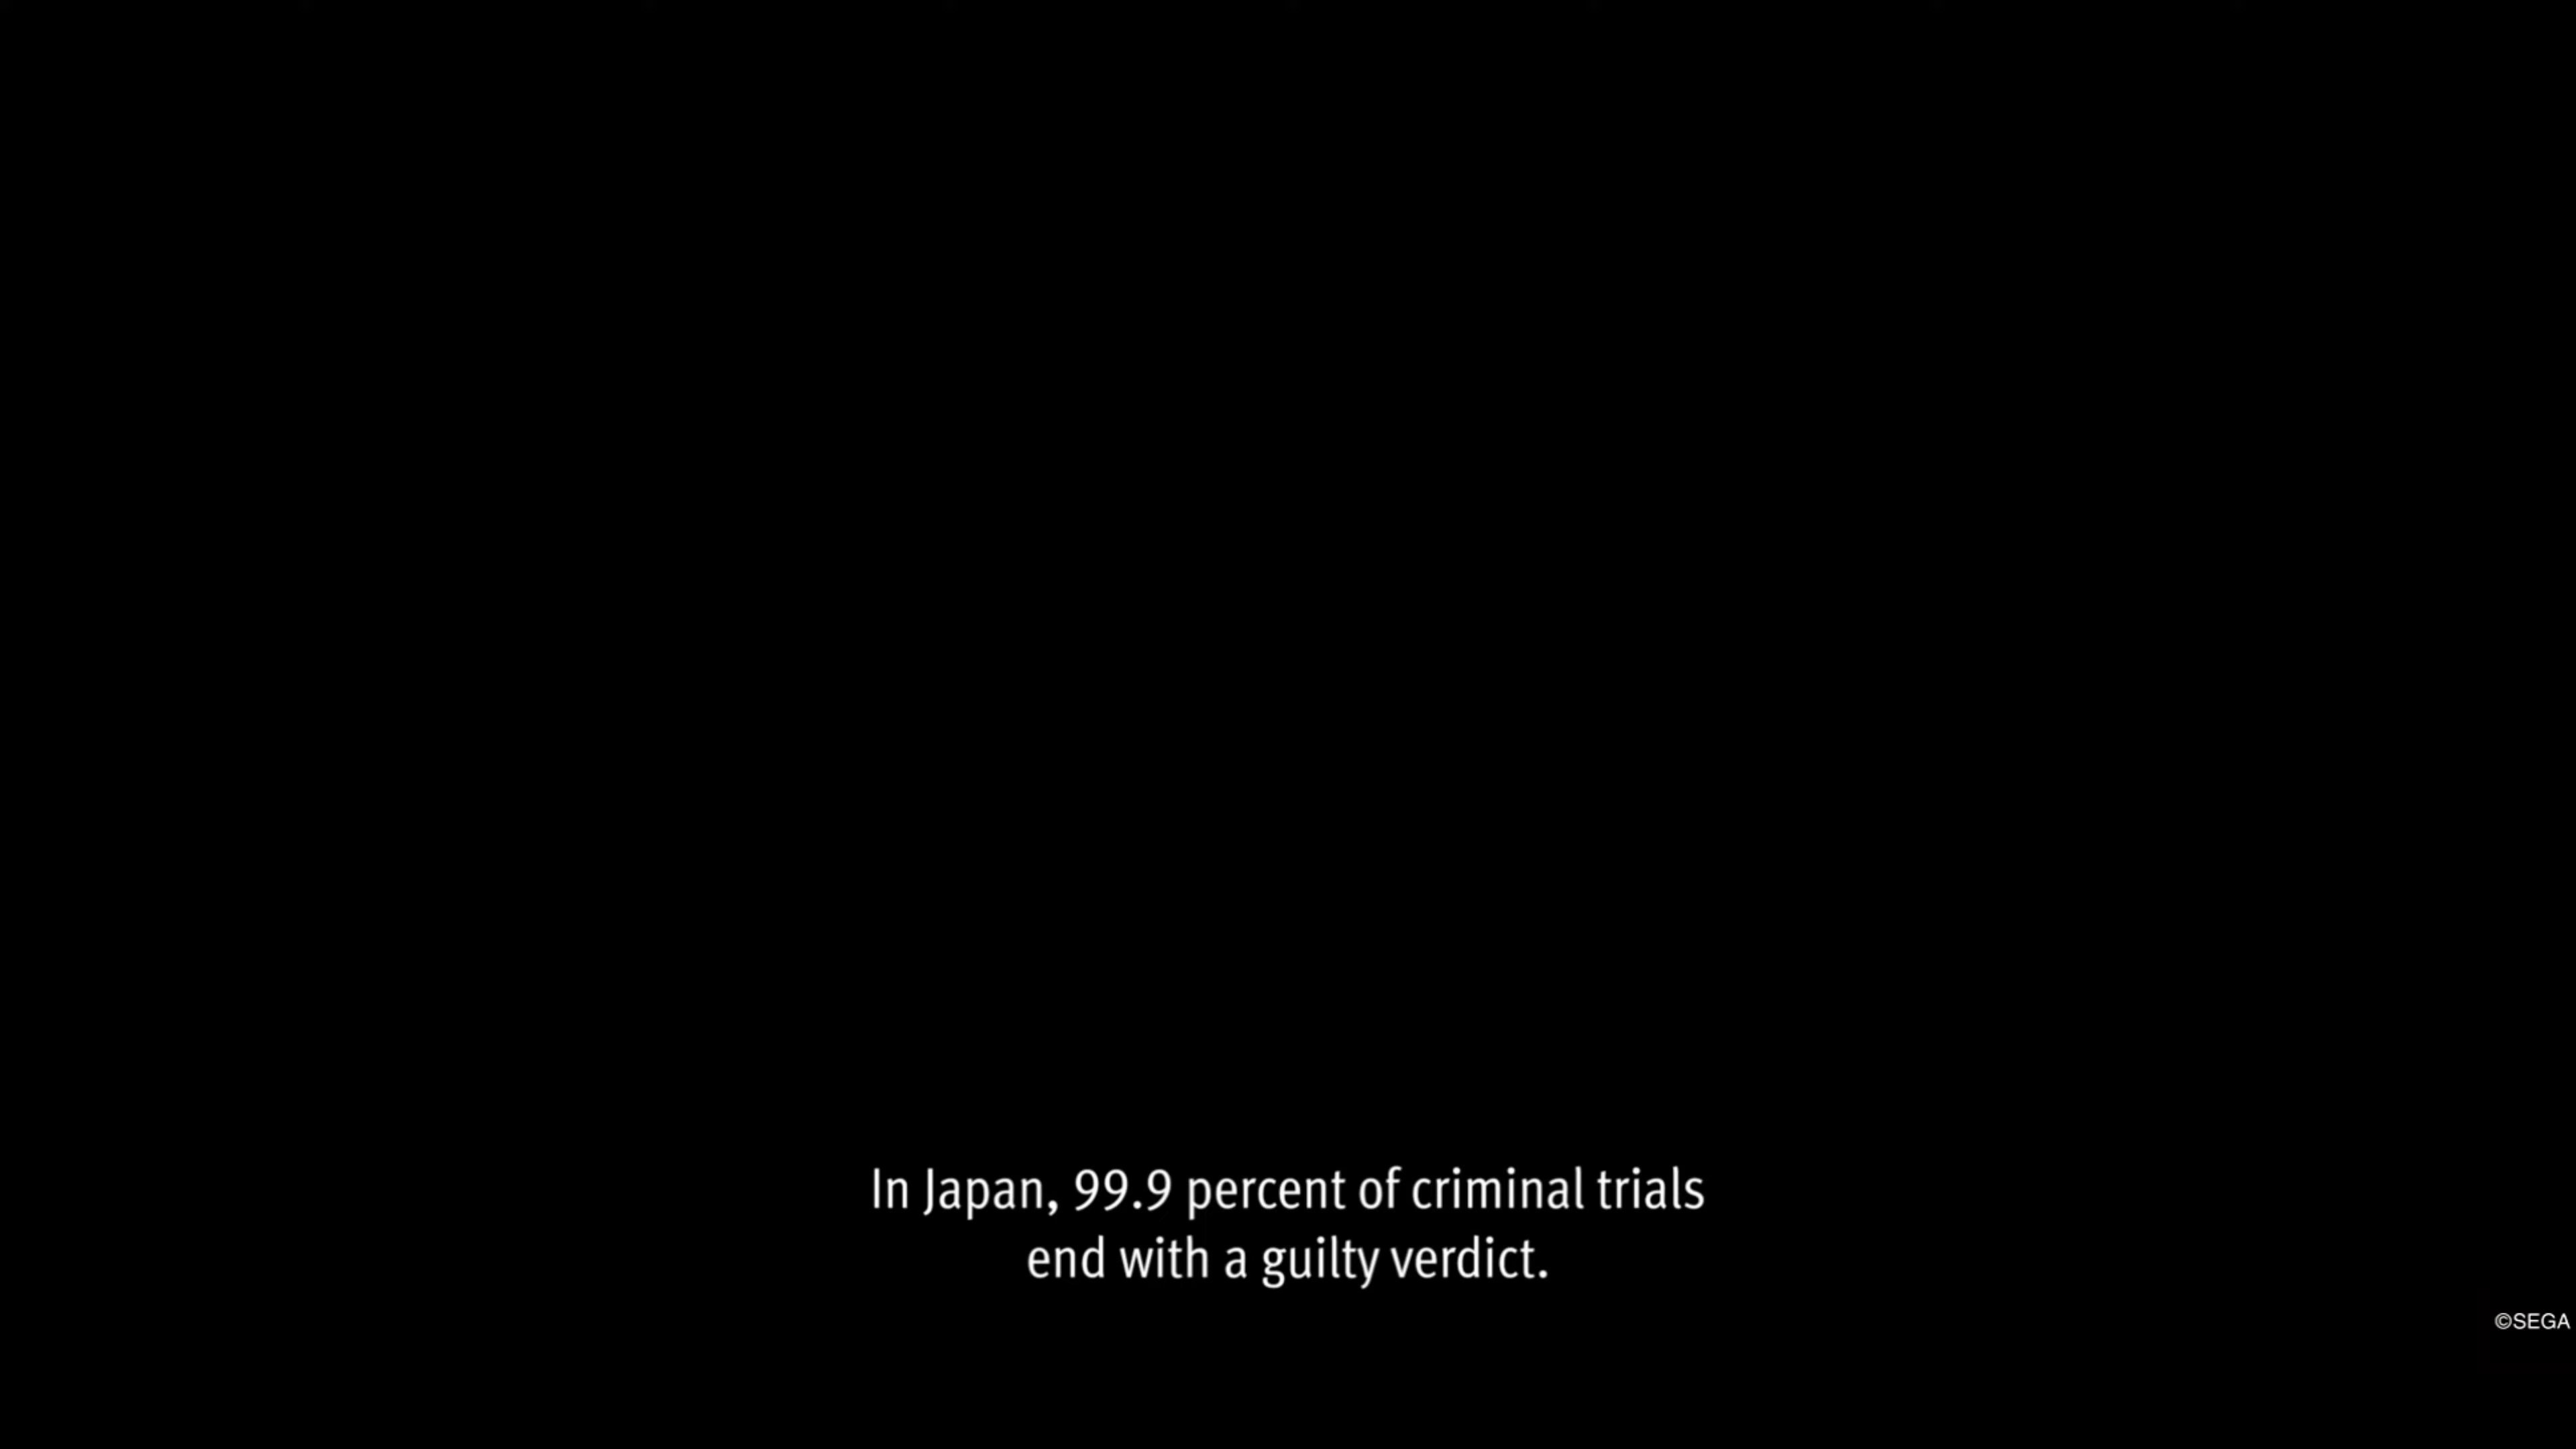 In Japan, 99.9 percent of criminal trials
end with a guilty verdict.
©SEGA